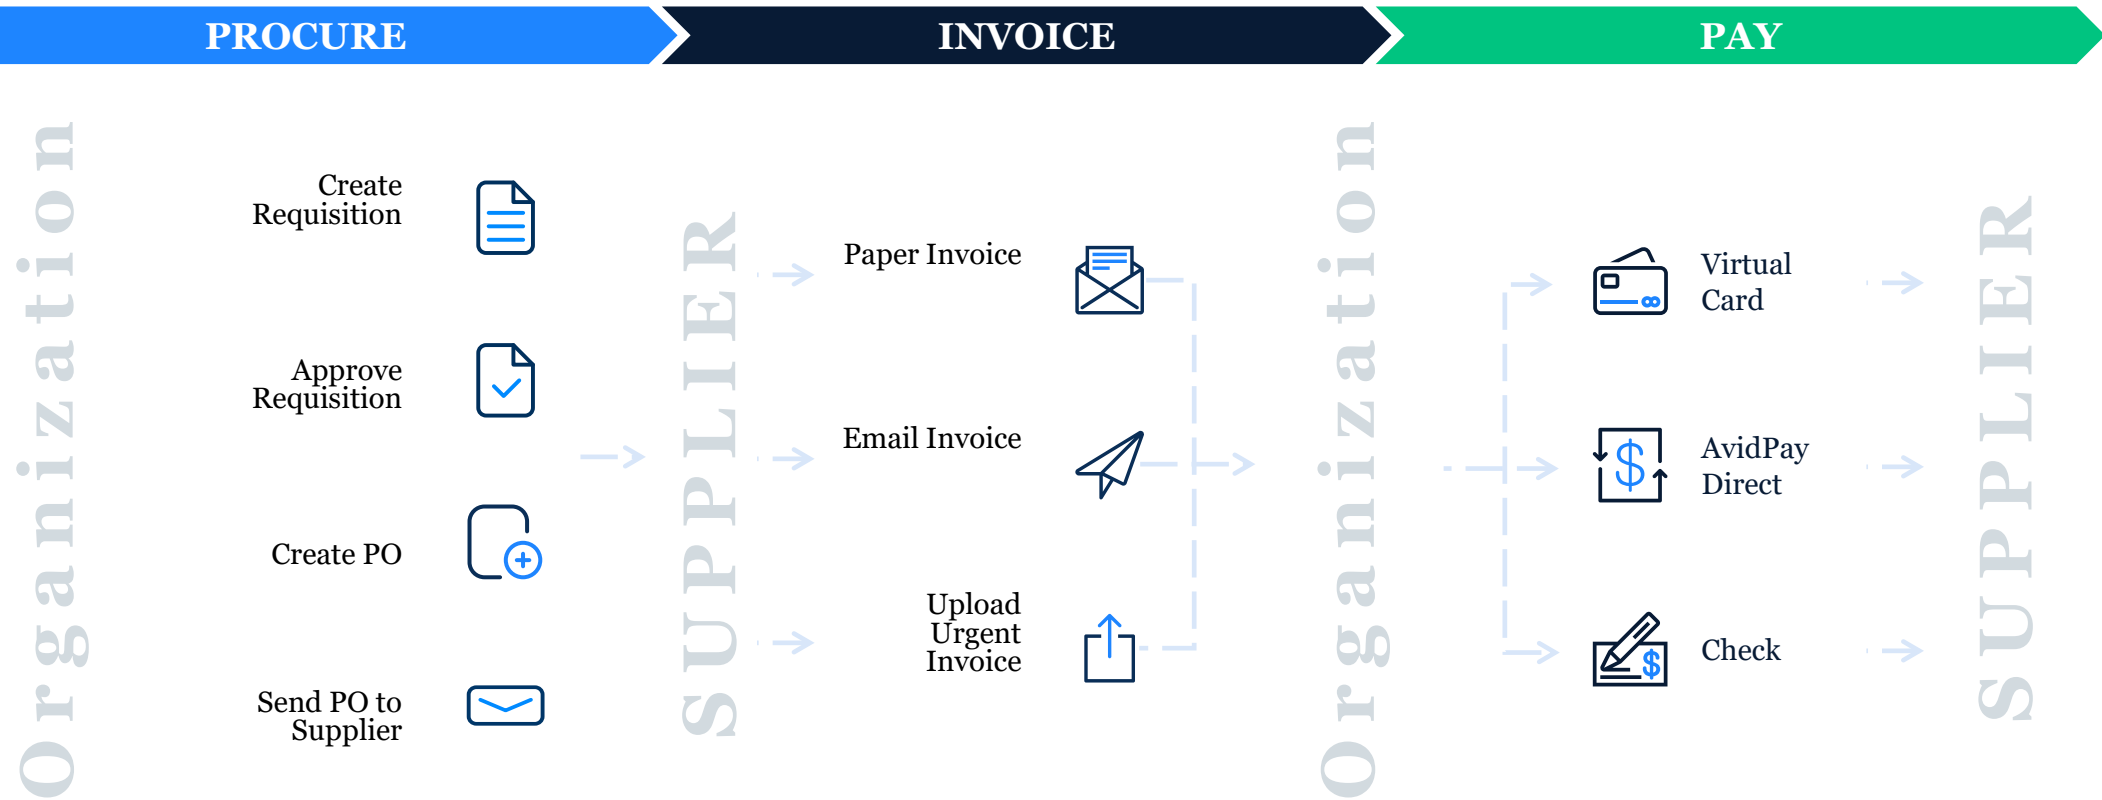 PROCURE
INVOICE
PAY
Organization
Create
Requisition
Approve
Requisition
Create PO
Send PO to
Supplier
SUPPLIER
Paper Invoice
Email Invoice
Upload
Urgent
Invoice
Organization
Virtual
Card
AvidPay
Direct
Check
SUPPLIER